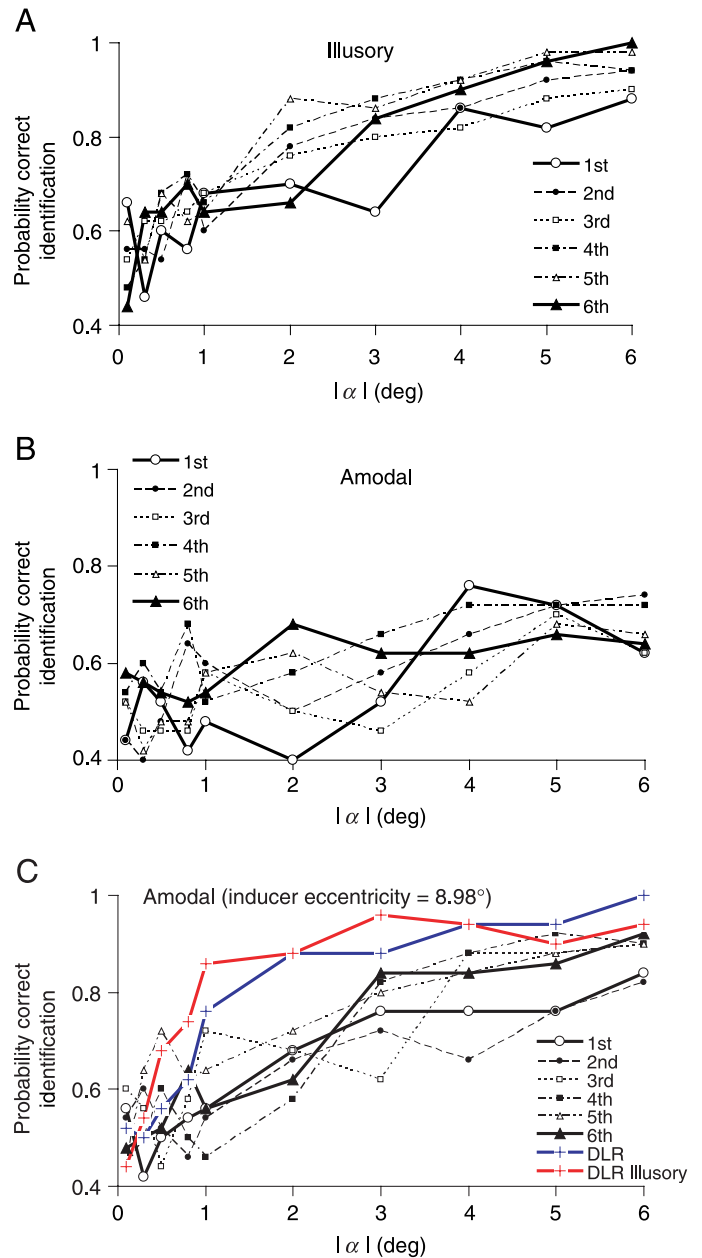 A
Illusory
Probability correct
identification
1
0.8
0.6
0.4
1st
2nd
3rd
4th
5th
6th
0 1 2 3 4 5 6
| α | (deg)
B
Amodal
Probability correct
identification
1
0.8
0.6
0.4
1st
2nd
3rd
4th
5th
6th
0 1 2 3 4 5 6
| α | (deg)
C
Amodal (inducer eccentricity = 8.98°)
Probability correct
identification
1
0.8
0.6
0.4
1st
2nd
3rd
4th
5th
6th
DLR
DLR Illusory
0 1 2 3 4 5 6
| α | (deg)